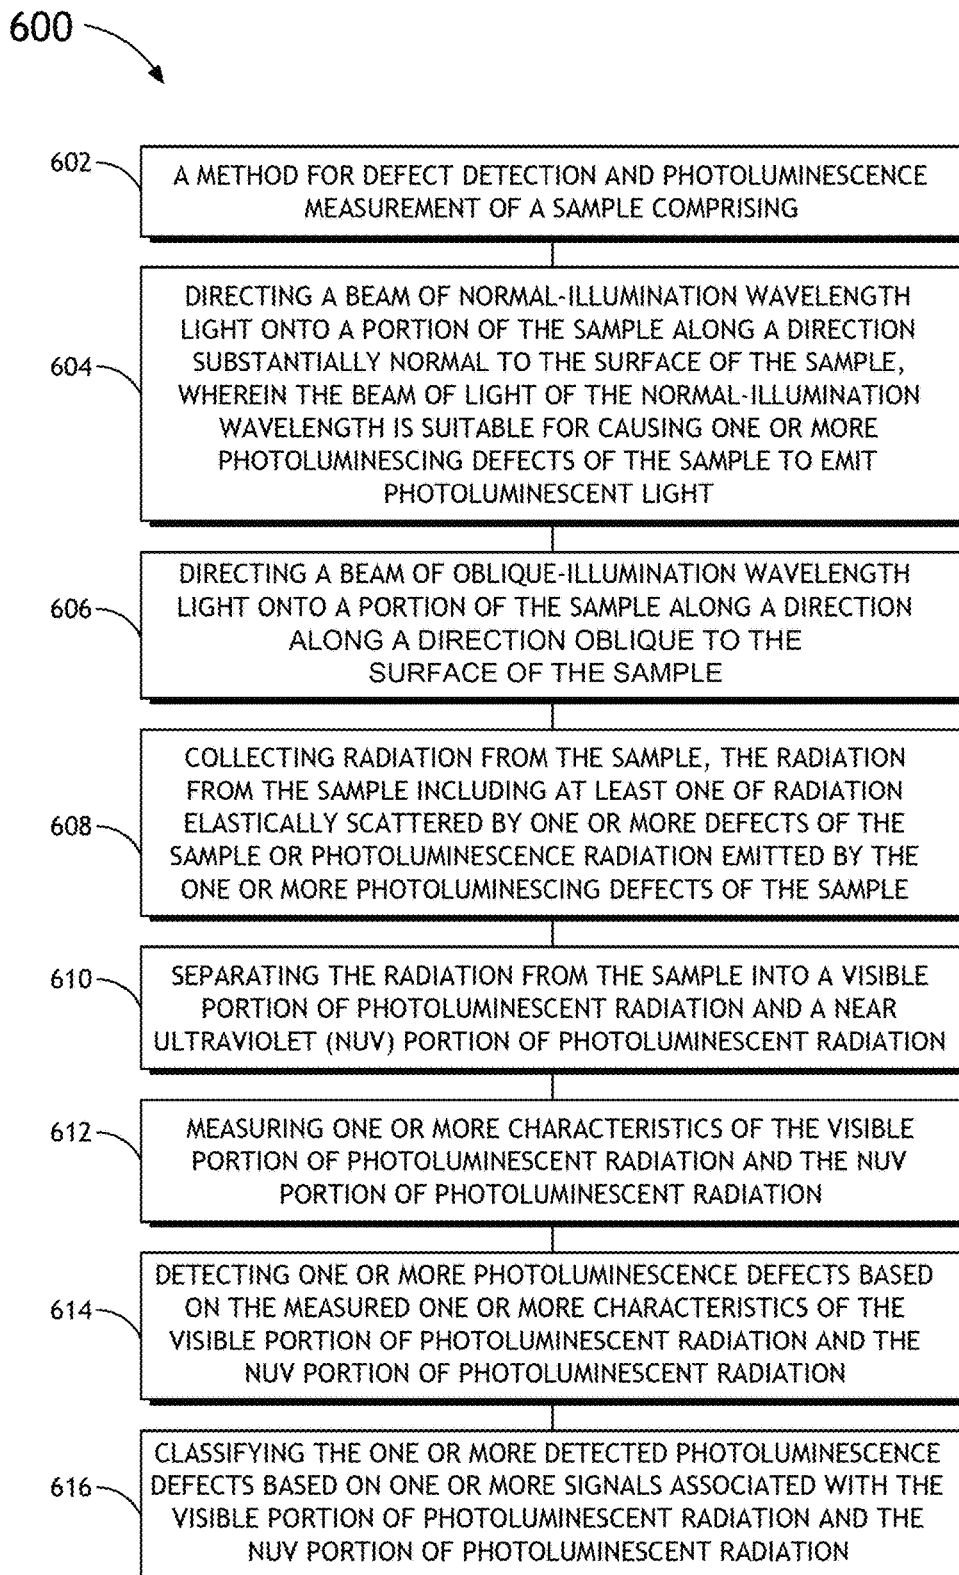 600
602
A METHOD FOR DEFECT DETECTION AND PHOTOLUMINESCENCE
MEASUREMENT OF A SAMPLE COMPRISING
604
DIRECTING A BEAM OF NORMAL-ILLUMINATION WAVELENGTH
LIGHT ONTO A PORTION OF THE SAMPLE ALONG A DIRECTION
SUBSTANTIALLY NORMAL TO THE SURFACE OF THE SAMPLE,
WHEREIN THE BEAM OF LIGHT OF THE NORMAL-ILLUMINATION
WAVELENGTH IS SUITABLE FOR CAUSING ONE OR MORE
PHOTOLUMINESCING DEFECTS OF THE SAMPLE TO EMIT
PHOTOLUMINESCENT LIGHT
606
DIRECTING A BEAM OF OBLIQUE-ILLUMINATION WAVELENGTH
LIGHT ONTO A PORTION OF THE SAMPLE ALONG A DIRECTION
ALONG A DIRECTION OBLIQUE TO THE
SURFACE OF THE SAMPLE
608
COLLECTING RADIATION FROM THE SAMPLE, THE RADIATION
FROM THE SAMPLE INCLUDING AT LEAST ONE OF RADIATION
ELASTICALLY SCATTERED BY ONE OR MORE DEFECTS OF THE
SAMPLE OR PHOTOLUMINESCENCE RADIATION EMITTED BY THE
ONE OR MORE PHOTOLUMINESCING DEFECTS OF THE SAMPLE
610
SEPARATING THE RADIATION FROM THE SAMPLE INTO A VISIBLE
PORTION OF PHOTOLUMINESCENT RADIATION AND A NEAR
ULTRAVIOLET (NUV) PORTION OF PHOTOLUMINESCENT RADIATION
612
MEASURING ONE OR MORE CHARACTERISTICS OF THE VISIBLE
PORTION OF PHOTOLUMINESCENT RADIATION AND THE NUV
PORTION OF PHOTOLUMINESCENT RADIATION
614
DETECTING ONE OR MORE PHOTOLUMINESCENCE DEFECTS BASED
ON THE MEASURED ONE OR MORE CHARACTERISTICS OF THE
VISIBLE PORTION OF PHOTOLUMINESCENT RADIATION AND THE
NUV PORTION OF PHOTOLUMINESCENT RADIATION
616
CLASSIFYING THE ONE OR MORE DETECTED PHOTOLUMINESCENCE
DEFECTS BASED ON ONE OR MORE SIGNALS ASSOCIATED WITH THE
VISIBLE PORTION OF PHOTOLUMINESCENT RADIATION AND THE
NUV PORTION OF PHOTOLUMINESCENT RADIATION